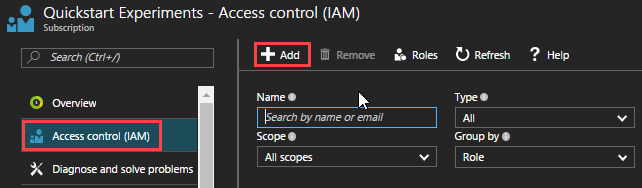 Quickstart Experiments - Access control (IAM)
Subscription
Search (Ctrl+/)
Add Remove Roles Refresh ? Help
Overview
Access control (IAM)
Diagnose and solve problems
Name
Search by name or email
Type
All
Scope
All scopes
Group by
Role